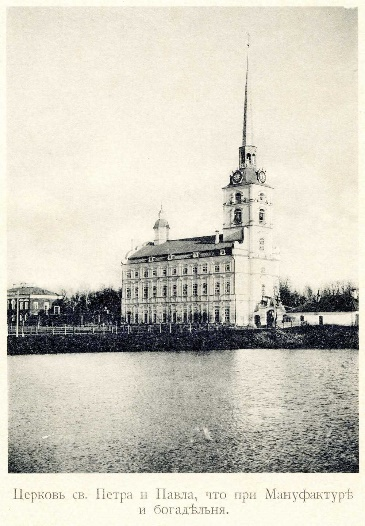 Церковь св. Петра и Павла, что при Мануфактурѣ
и богадѣльня.